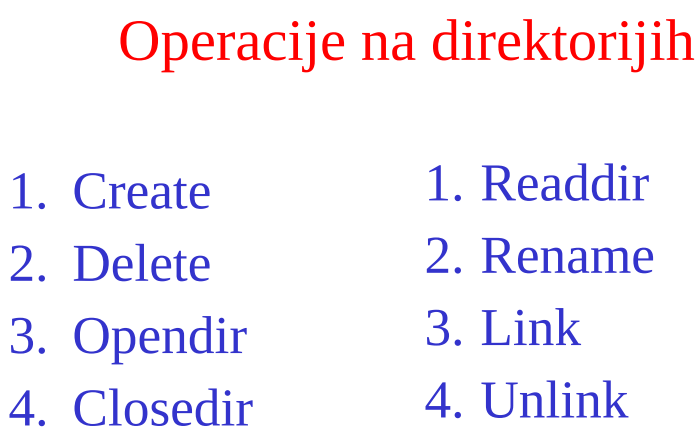 Operacije na direktorijih
1. Create
2. Delete
3. Opendir
4. Closedir
1. Readdir
2. Rename
3. Link
4. Unlink